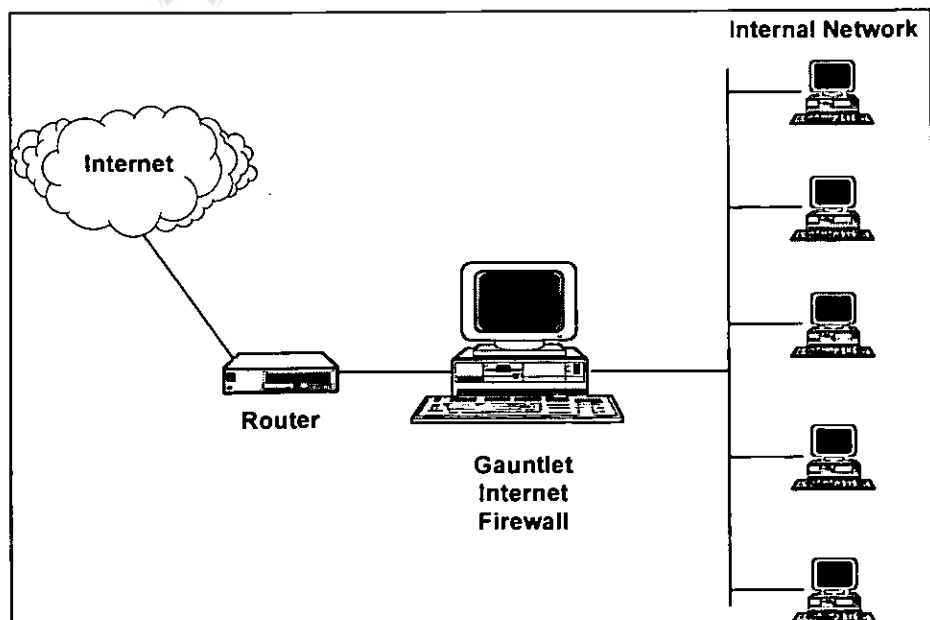 Internal Network
Internet
Router
Gauntlet
Internet
Firewall